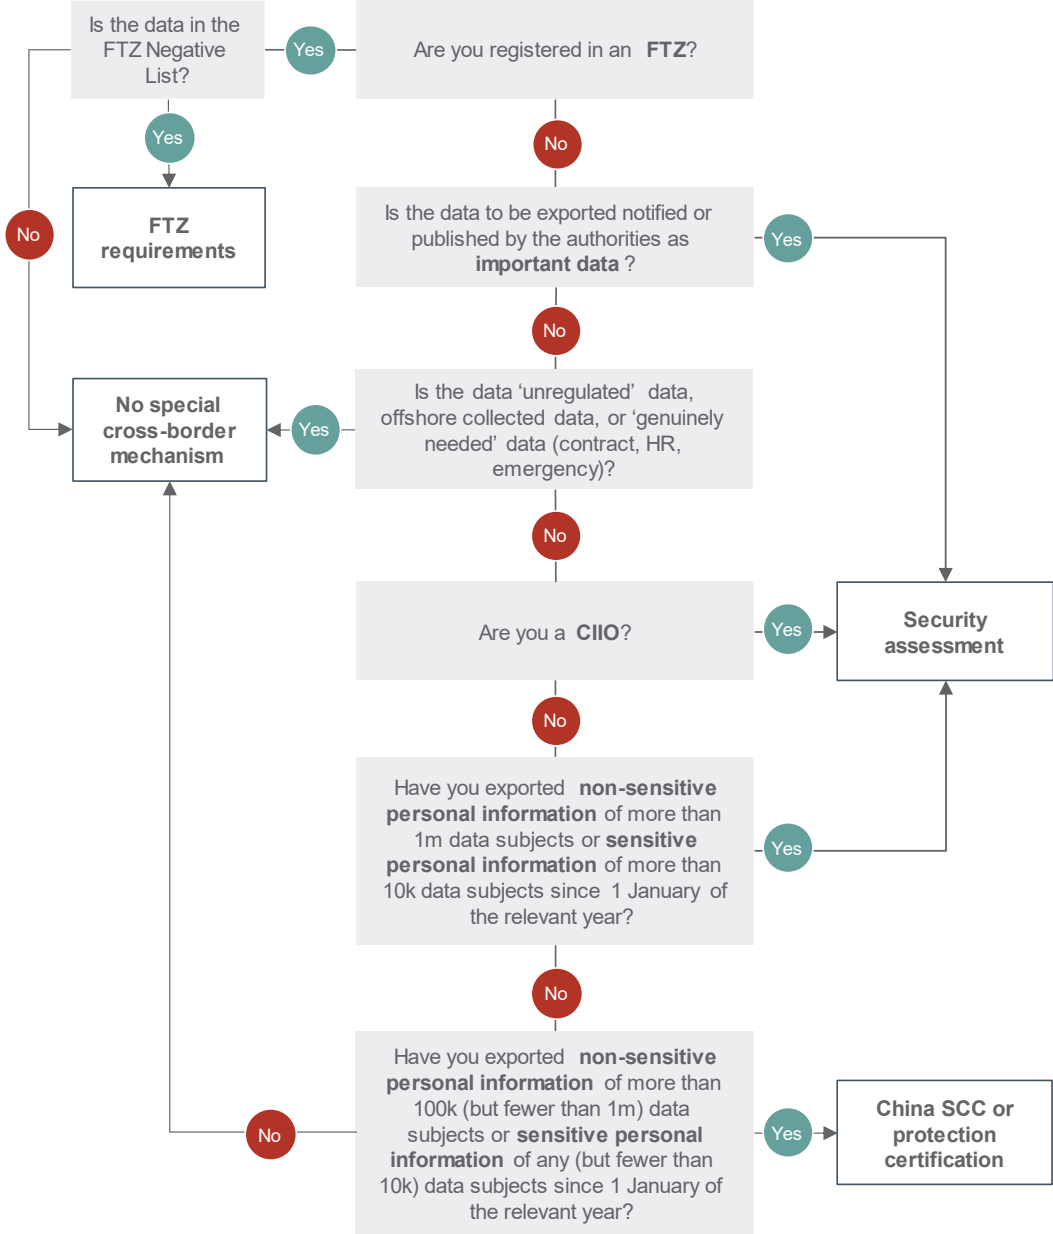 Is the data in the
FTZ Negative
List?
Yes
Are you registered in an FTZ?
Yes
No
No
FTZ
requirements
Is the data to be exported notified or
published by the authorities as
important data ?
Yes
No
No special
cross-border
mechanism
Yes
Is the data ‘unregulated’ data,
offshore collected data, or ‘genuinely
needed’ data (contract, HR,
emergency)?
No
Are you a CIIO?
Yes
Security
assessment
No
Have you exported non-sensitive
personal information of more than
1m data subjects or sensitive
personal information of more than
10k data subjects since 1 January of
the relevant year?
Yes
No
Have you exported non-sensitive
personal information of more than
100k (but fewer than 1m) data
subjects or sensitive personal
information of any (but fewer than
10k) data subjects since 1 January of
the relevant year?
No
Yes
China SCC or
protection
certification